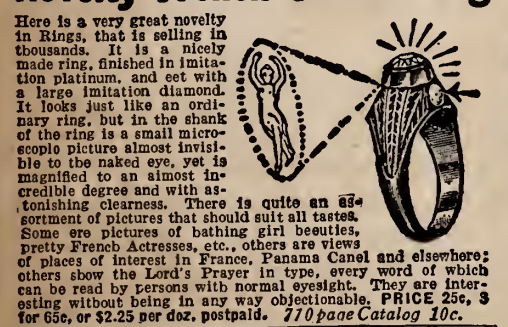 Here is a very great novelty
in Rings, that is selling in
thousands. It is a nicely
made ring, finished in imita-
tion platinum, and eet with
a large imitation diamond.
It looks just like an ordi-
nary ring, but in the shank
of the ring is a small micro-
scopic picture almost invisi-
ble to the naked eye, yet is
magnified to an almost in-
credible degree and with as-
tonishing clearness. There is quite an as-
sortment of pictures that should suit all tastes.
Some ere pictures of bathing girl beeuties,
pretty French Actresses, etc., others are views
of places of interest in France, Panama Canel and elsewhere;
others show the Lord's Prayer in type, every word of which
can be read by persons with normal eyesight. They are inter-
esting without being in any way objectionable. PRICE 25c, 3
for 65c, or $2.25 per doz. postpaid. 770 page Catalog 10c.